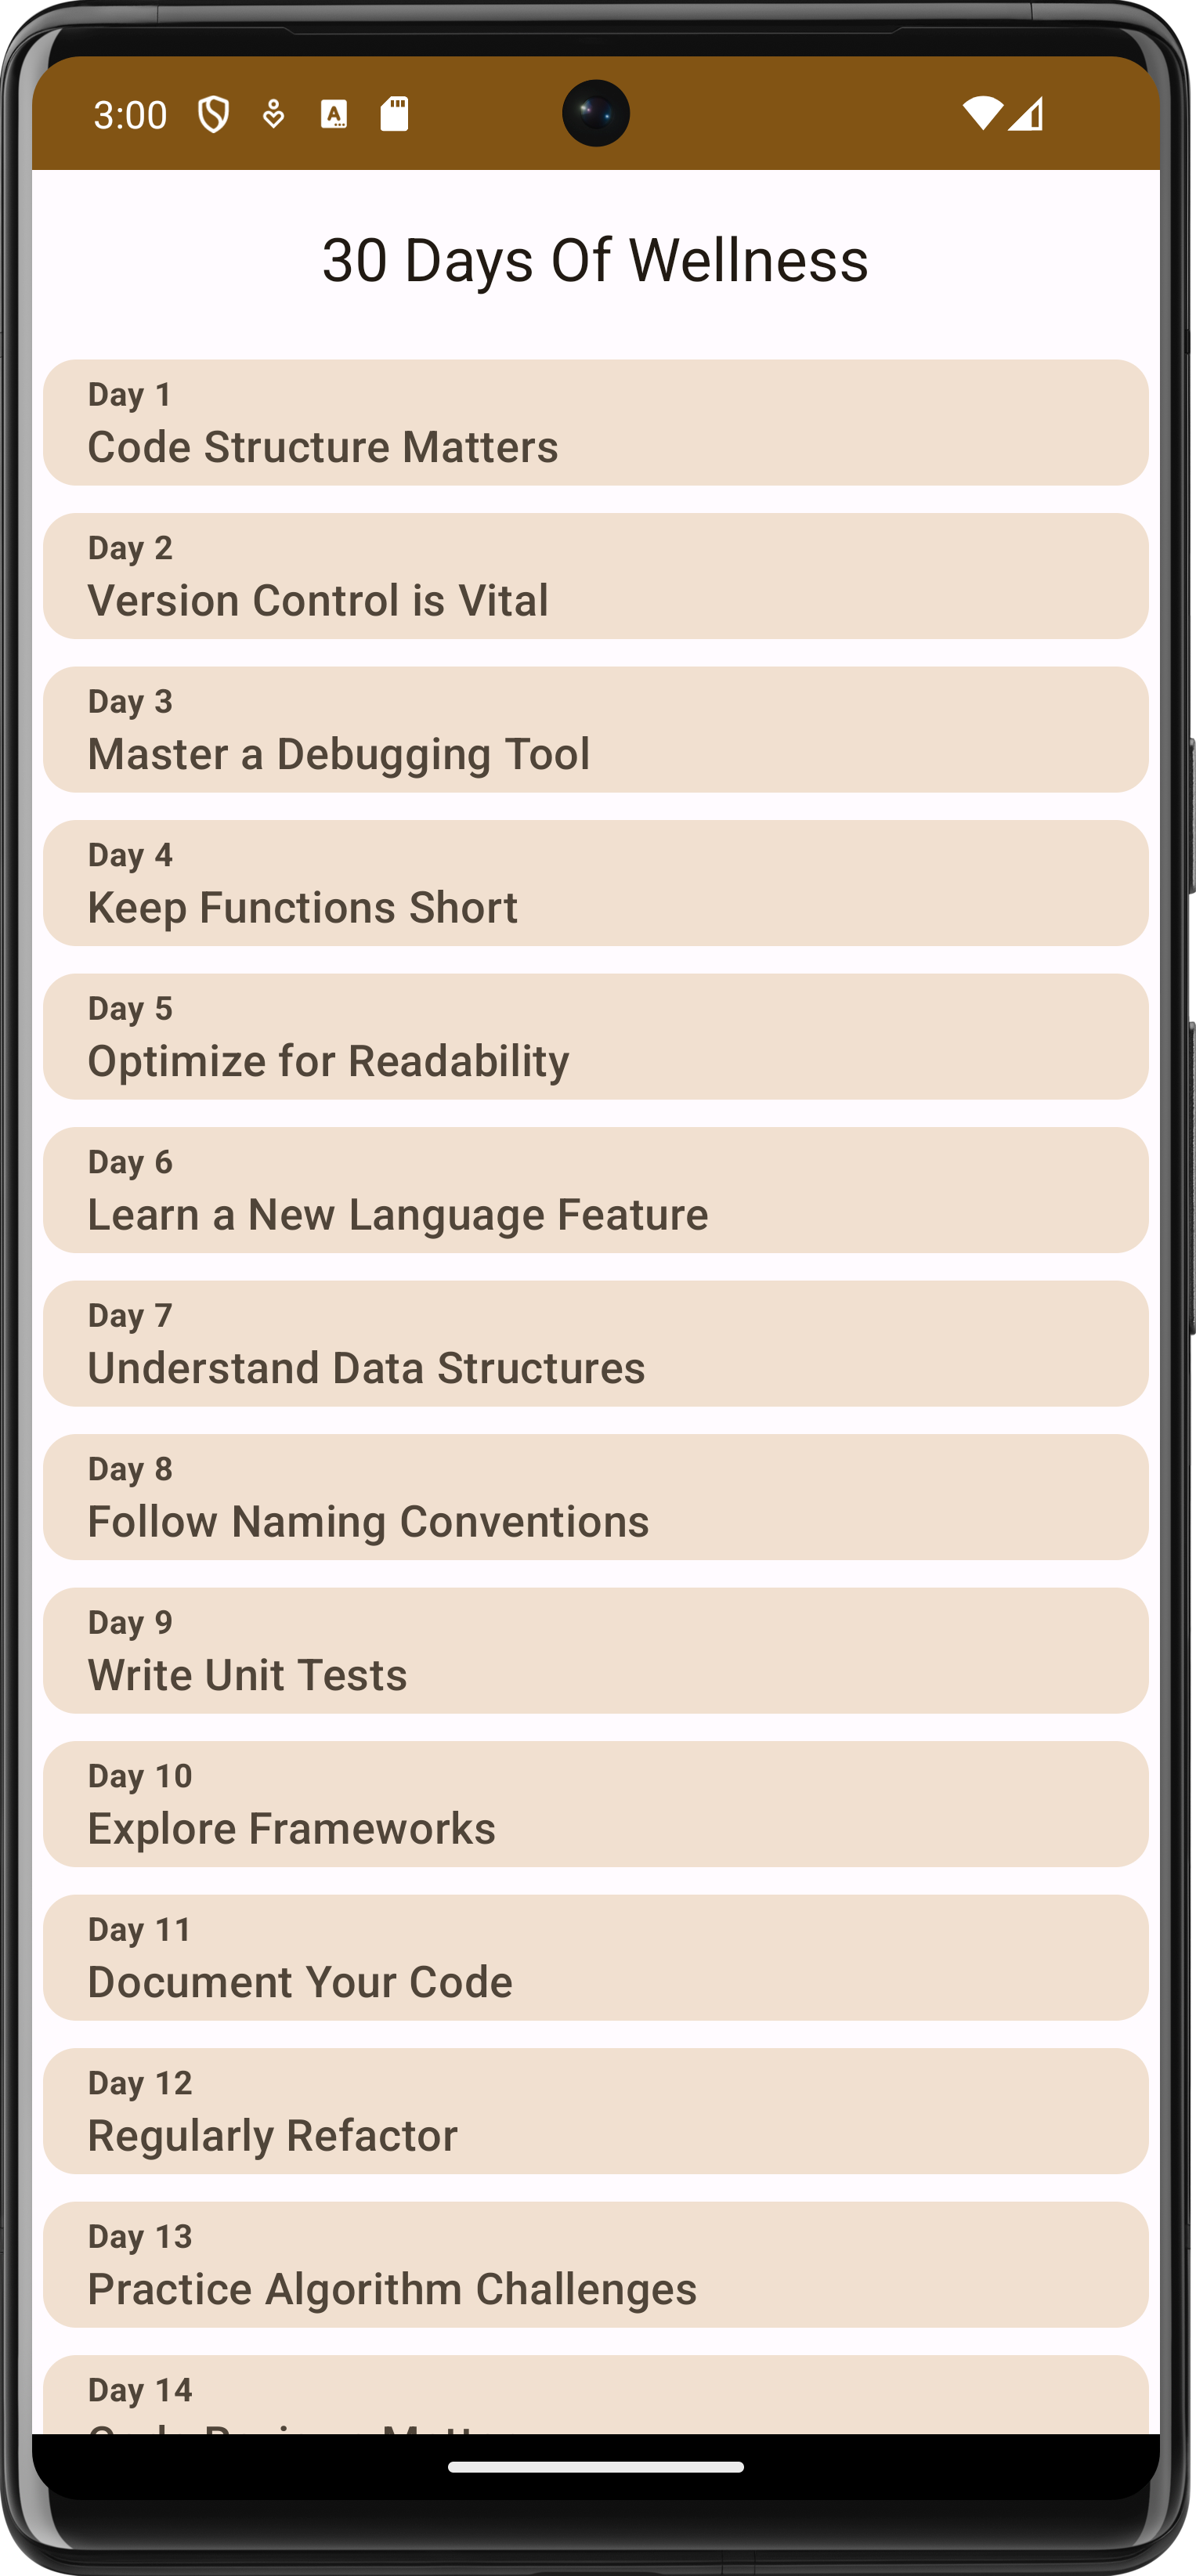 3:00
30 Days Of Wellness
Day 1
Code Structure Matters
Day 2
Version Control is Vital
Day 3
Master a Debugging Tool
Day 4
Keep Functions Short
Day 5
Optimize for Readability
Day 6
Learn a New Language Feature
Day 7
Understand Data Structures
Day 8
Follow Naming Conventions
Day 9
Write Unit Tests
Day 10
Explore Frameworks
Day 11
Document Your Code
Day 12
Regularly Refactor
Day 13
Practice Algorithm Challenges
Day 14